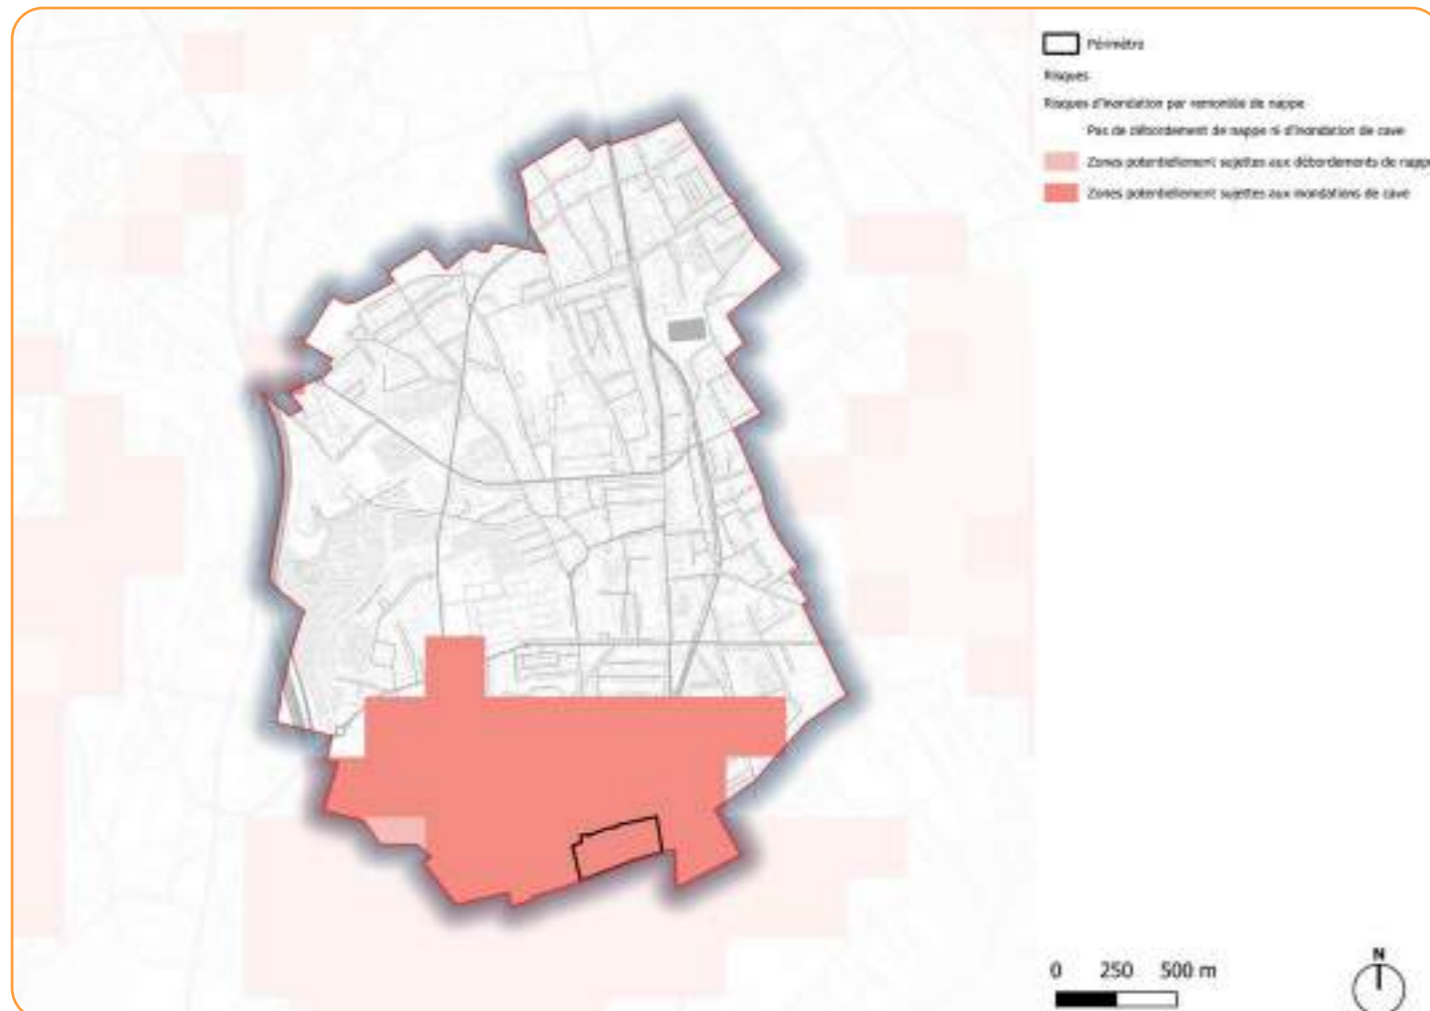 Périmètre
Risques
Risques d'inondation par remontée de nappe
Pas de débordement de nappe ni d'inondation de cave
Zones potentiellement sujettes aux débordements de nappe
Zones potentiellement sujettes aux inondations de cave
N
0 250 500 m